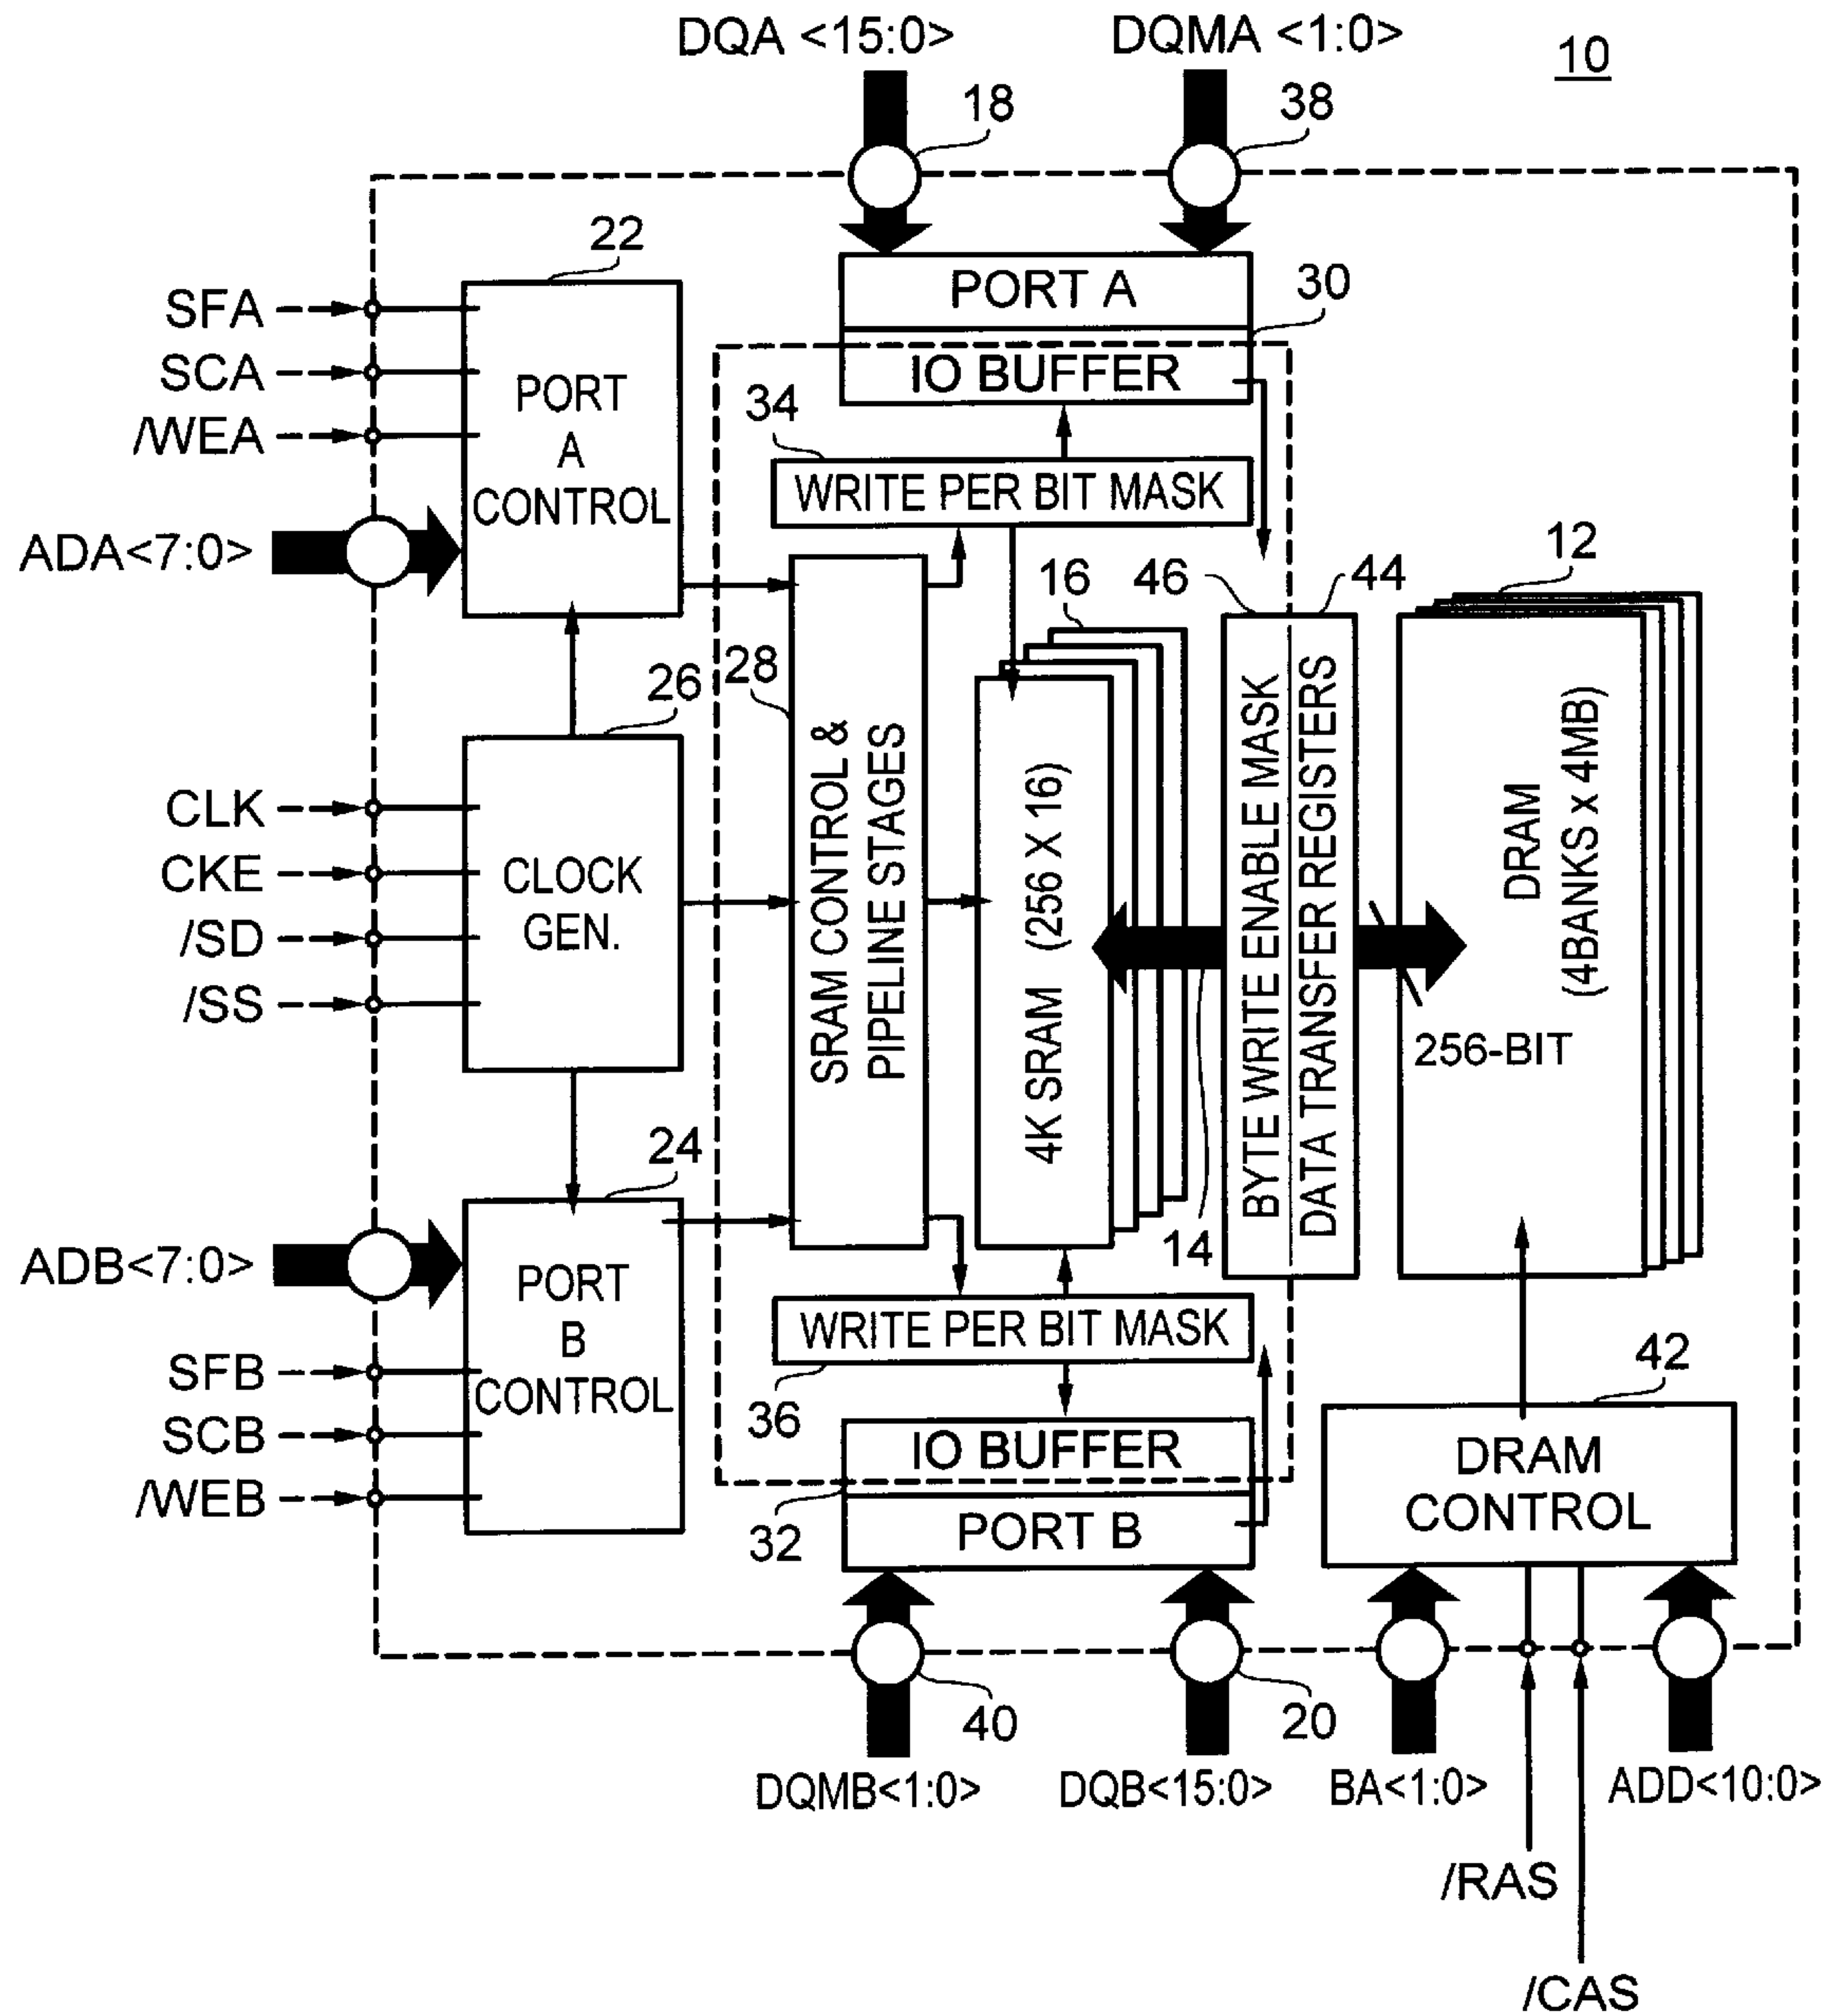 DQA <15:0>
DQMA <1:0>
10
18
38
22
PORT A
30
IO BUFFER
SFA
SCA
/WEA
PORT
A
CONTROL
34
WRITE PER BIT MASK
ADA<7:0>
16
46
44
12
26
28
CLK
CKE
/SD
/SS
CLOCK
GEN.
SRAM CONTROL &
PIPELINE STAGES
4K SRAM (256 X 16)
BYTE WRITE ENABLE MASK
DATA TRANSFER REGISTERS
DRAM
(4BANKS x 4MB)
256-BIT
14
24
ADB<7:0>
PORT
B
CONTROL
SFB
SCB
/WEB
WRITE PER BIT MASK
36
IO BUFFER
32
PORT B
42
DRAM
CONTROL
40
20
DQMB<1:0>
DQB<15:0>
BA<1:0>
ADD<10:0>
/RAS
/CAS